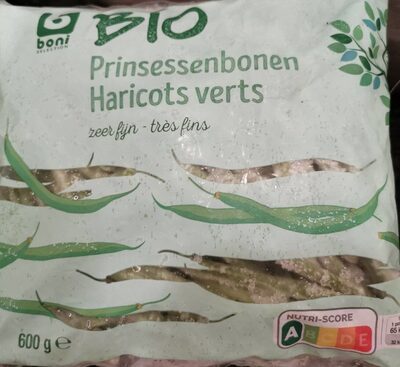 boni
SELECTION
BIO
Prinsessenbonen
Haricots verts
zeer fijn - très fins
600 g e
NUTRI-SCORE
A B C D E